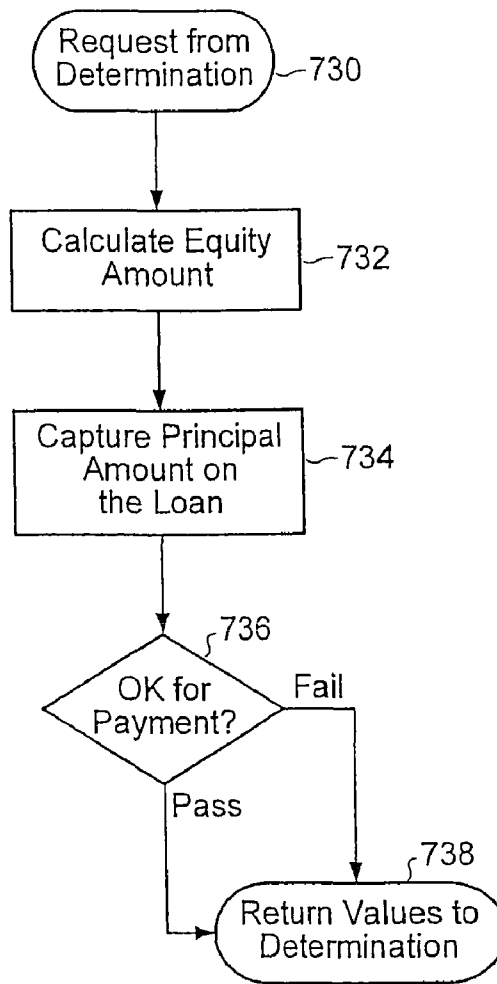 Request from
Determination
730
Calculate Equity
Amount
732
Capture Principal
Amount on
the Loan
734
736
OK for
Payment?
Fail
Pass
738
Return Values to
Determination